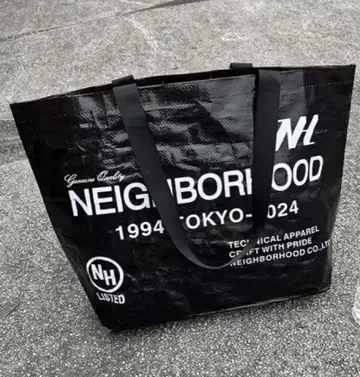 NH
Genuine Quality
NEIGHBORHOOD
1994-TOKYO-2024
TECHNICAL APPAREL
CRAFT WITH PRIDE
NEIGHBORHOOD CO.,LTD
NH
LISTED